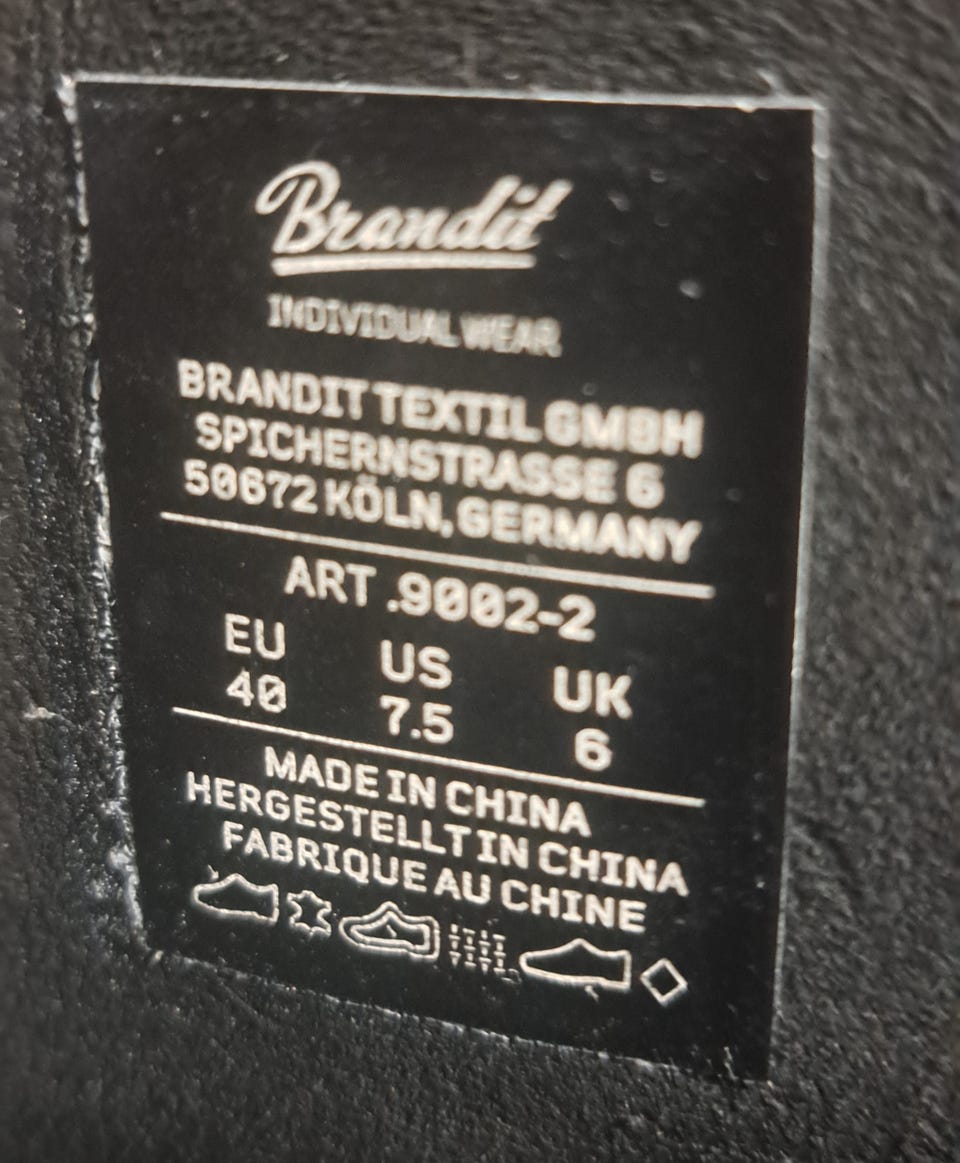 Brandit
INDIVIDUAL WEAR
BRANDIT TEXTIL GMBH
SPICHERNSTRASSE 6
50672 KÖLN, GERMANY
ART .9002-2
EU US UK
40 7.5 6
MADE IN CHINA
HERGESTELLT IN CHINA
FABRIQUE AU CHINE